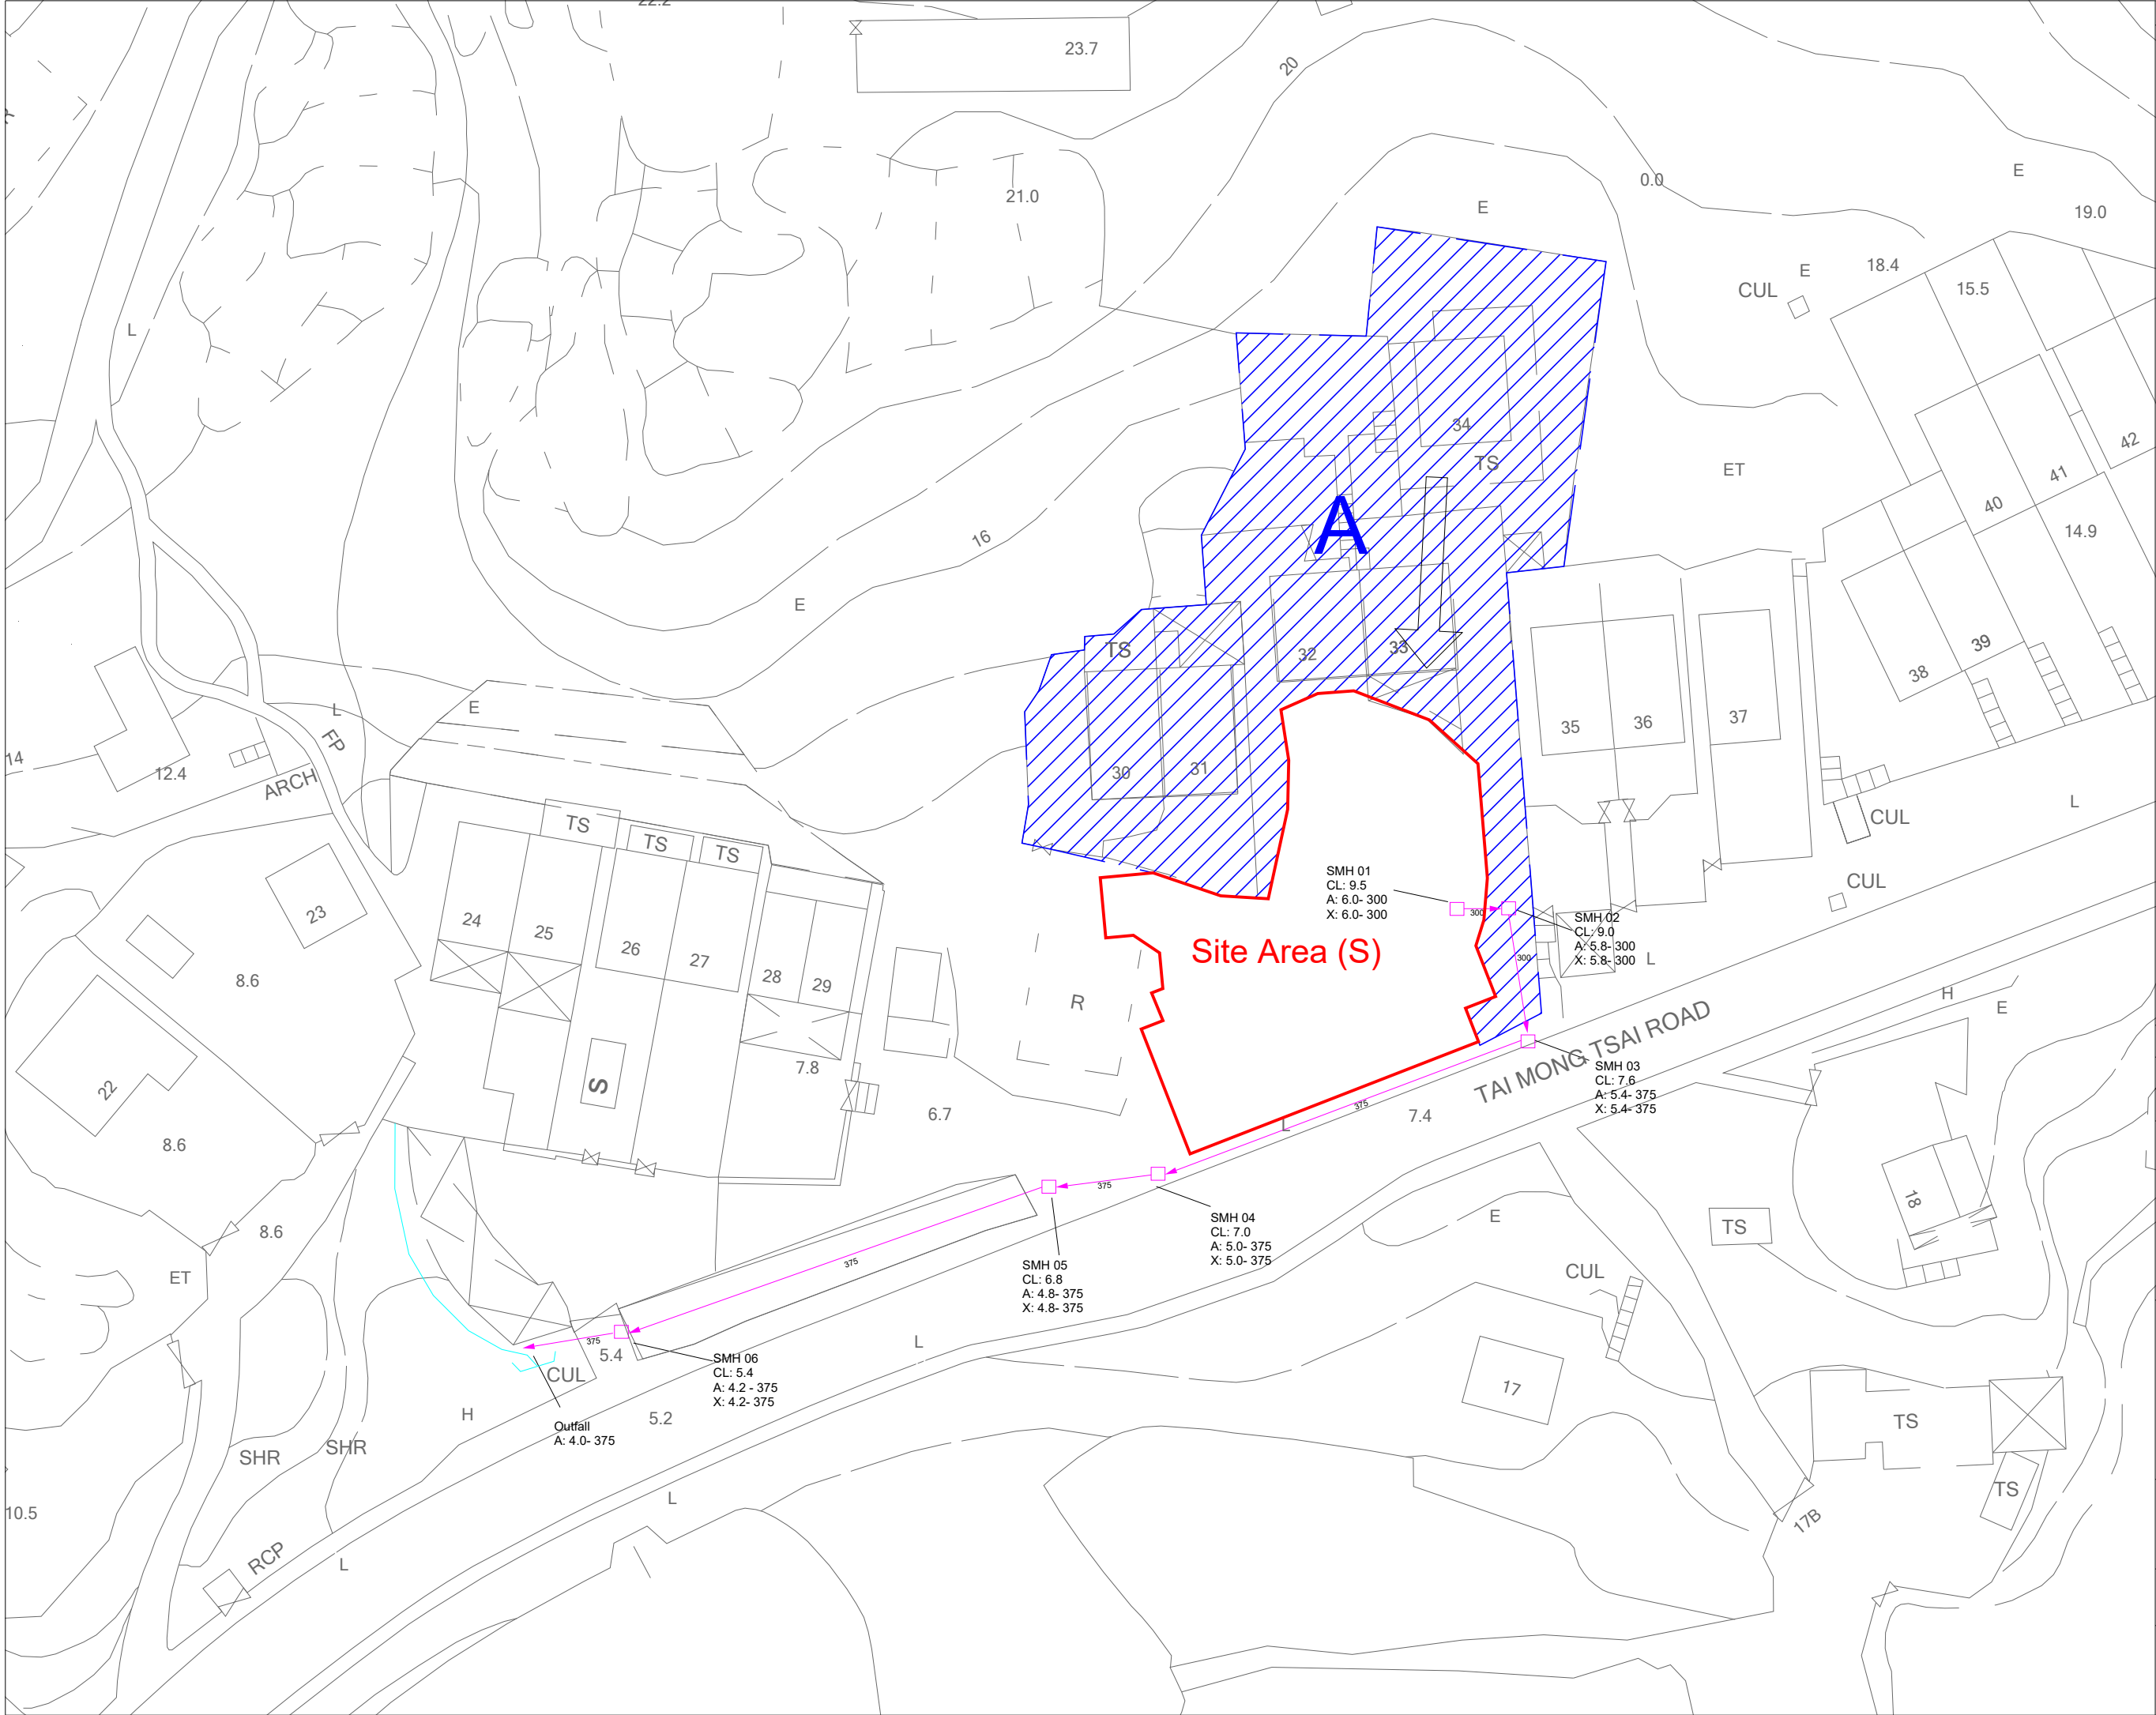 22.2
23.7
20
21.0
0.0
E
E
19.0
18.4
E
15.5
CUL
L
34
TS
ET
42
41
40
14.9
A
16
E
TS
32
33
38
39
35
36
37
30
31
L
FP
E
14
12.4
ARCH
TS
TS
TS
CUL
L
CUL
23
24
25
26
27
28
29
8.6
R
Site Area (S)
SMH 01
CL: 9.5
A: 6.0- 300
X: 6.0- 300
300
SMH 02
CL: 9.0
A: 5.8- 300
X: 5.8- 300
300
L
H
E
TAI MONG TSAI ROAD
SMH 03
CL: 7.6
A: 5.4- 375
X: 5.4- 375
22
S
7.8
6.7
375
7.4
L
8.6
8.6
ET
375
SMH 04
CL: 7.0
A: 5.0- 375
X: 5.0- 375
E
TS
18
375
SMH 05
CL: 6.8
A: 4.8- 375
X: 4.8- 375
CUL
375
5.4
CUL
SMH 06
CL: 5.4
A: 4.2 - 375
X: 4.2- 375
L
17
H
Outfall
A: 4.0- 375
5.2
TS
SHR
SHR
L
TS
10.5
17B
RCP
L